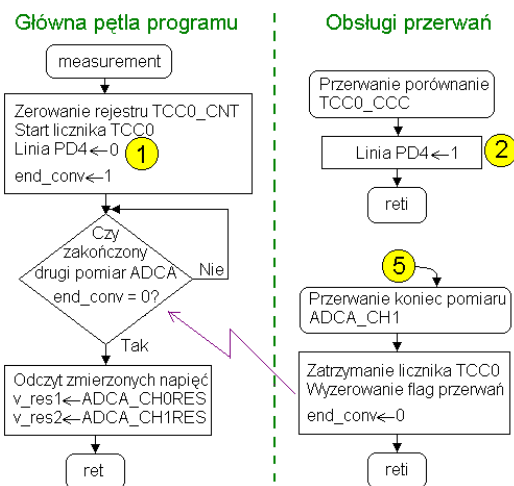 Główna pętla programu
measurement
Zerowanie rejestru TCC0_CNT
Start licznika TCC0
Linia PD4←0
1
end_conv←1
Czy
zakończony
drugi pomiar ADCA
end_conv = 0?
Nie
Tak
Odczyt zmierzonych napięć
v_res1←ADCA_CH0RES
v_res2←ADCA_CH1RES
ret
Obsługi przerwań
Przerwanie porównanie
TCC0_CCC
Linia PD4←1
2
reti
5
Przerwanie koniec pomiaru
ADCA_CH1
Zatrzymanie licznika TCC0
Wyzerowanie flag przerwań
end_conv←0
reti